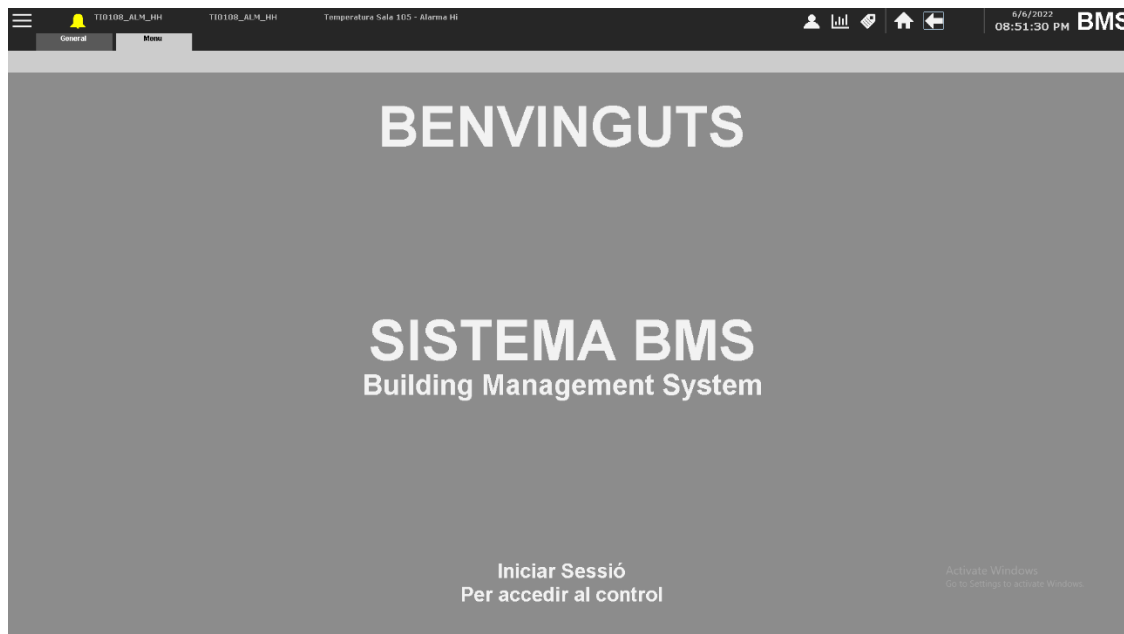 TI0108_ALM_HH TI0108_ALM_HH Temperatura Sala 105 - Alarma Hi
6/6/2022
08:51:30 PM
BMS
General Menu
BENVINGUTS
SISTEMA BMS
Building Management System
Iniciar Sessió
Per accedir al control
Activate Windows
Go to Settings to activate Windows.